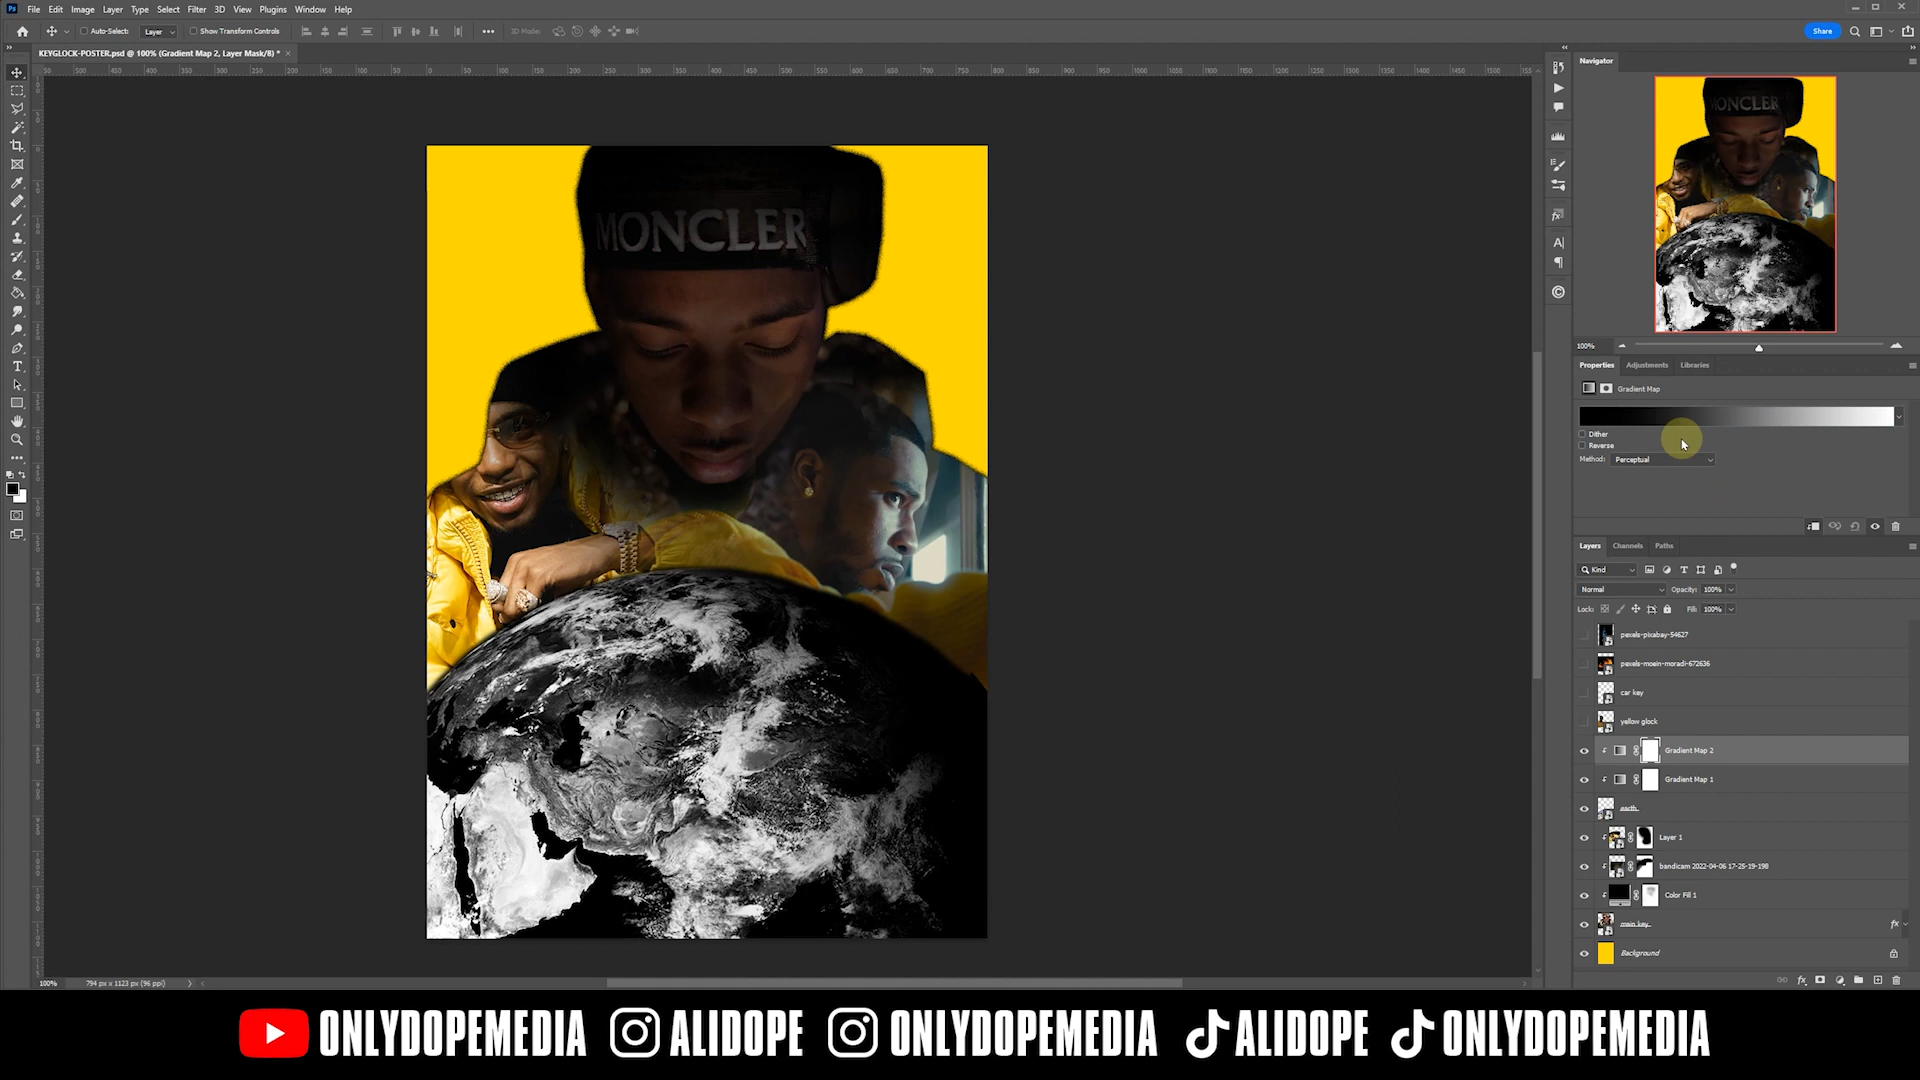 Ps File Edit Image Layer Type Select Filter 3D View Plugins Window Help
Auto-Select: Layer Show Transform Controls 3D Mode: Share
KEYGLOCK-POSTER.psd @ 100% (Gradient Map 2, Layer Mask/8) *
MONCLER
100% 794 px x 1123 px (96 ppi)
Navigator
MONCLER
100%
Properties Adjustments Libraries
Gradient Map
Dither
Reverse
Method: Perceptual
Layers Channels Paths
Kind
Normal Opacity: 100%
Lock: Fill: 100%
pexels-pixabay-54627
pexels-moein-moradi-672636
car key
yellow glock
Gradient Map 2
Gradient Map 1
earth
Layer 1
bandicam 2022-04-06 17-25-19-198
Color Fill 1
main key
fx
Background
ONLYDOPEMEDIA ALIDOPE ONLYDOPEMEDIA ALIDOPE ONLYDOPEMEDIA